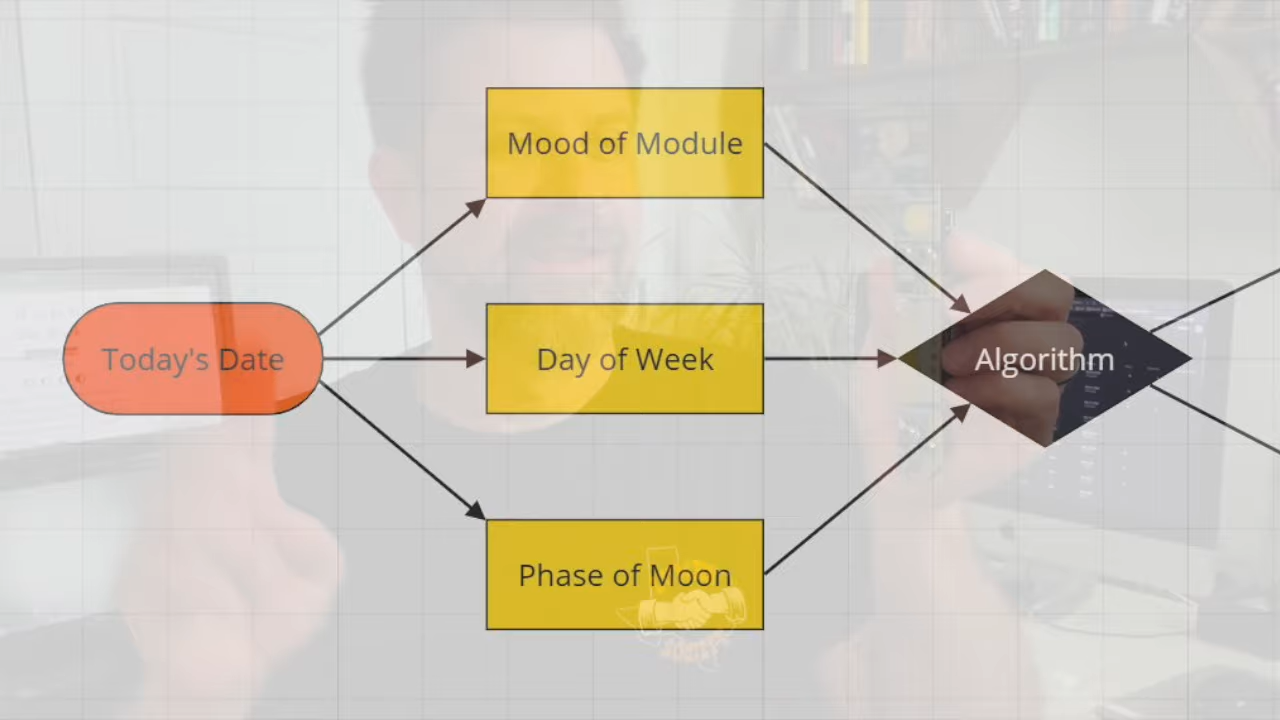 Mood of Module
Today's Date
Day of Week
Algorithm
Phase of Moon